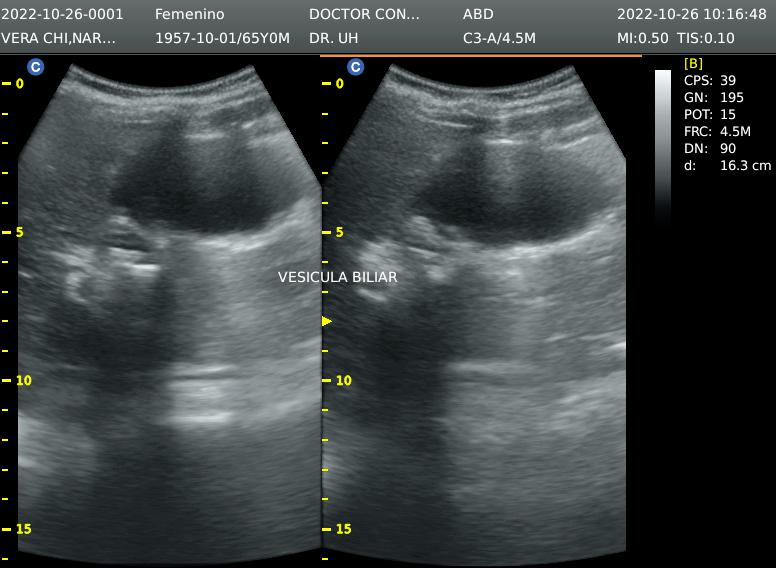 2022-10-26-0001 Femenino DOCTOR CON... ABD 2022-10-26 10:16:48
VERA CHI,NAR... 1957-10-01/65Y0M DR. UH C3-A/4.5M MI:0.50 TIS:0.10
C C
[B]
CPS: 39
GN: 195
POT: 15
FRC: 4.5M
DN: 90
d: 16.3 cm
0 0
5 5
VESICULA BILIAR
10 10
15 15